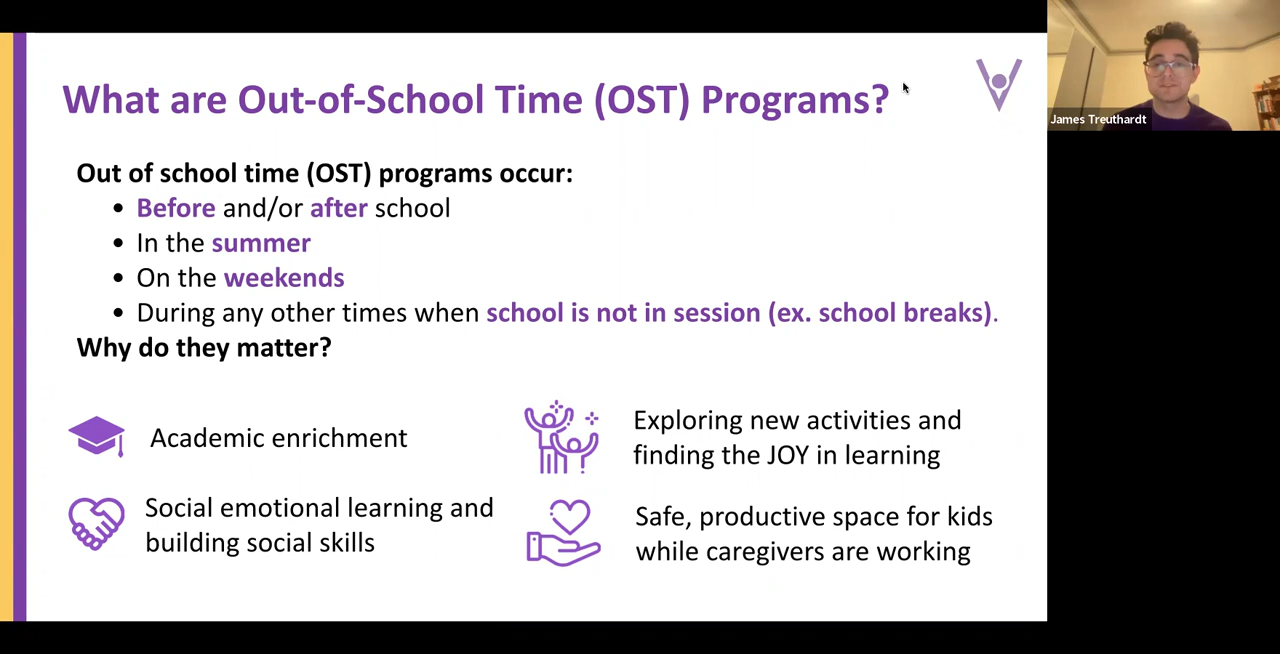 What are Out-of-School Time (OST) Programs?
James Treuthardt
Out of school time (OST) programs occur:
• Before and/or after school
• In the summer
• On the weekends
• During any other times when school is not in session (ex. school breaks).
Why do they matter?
Academic enrichment
Exploring new activities and
finding the JOY in learning
Social emotional learning and
building social skills
Safe, productive space for kids
while caregivers are working